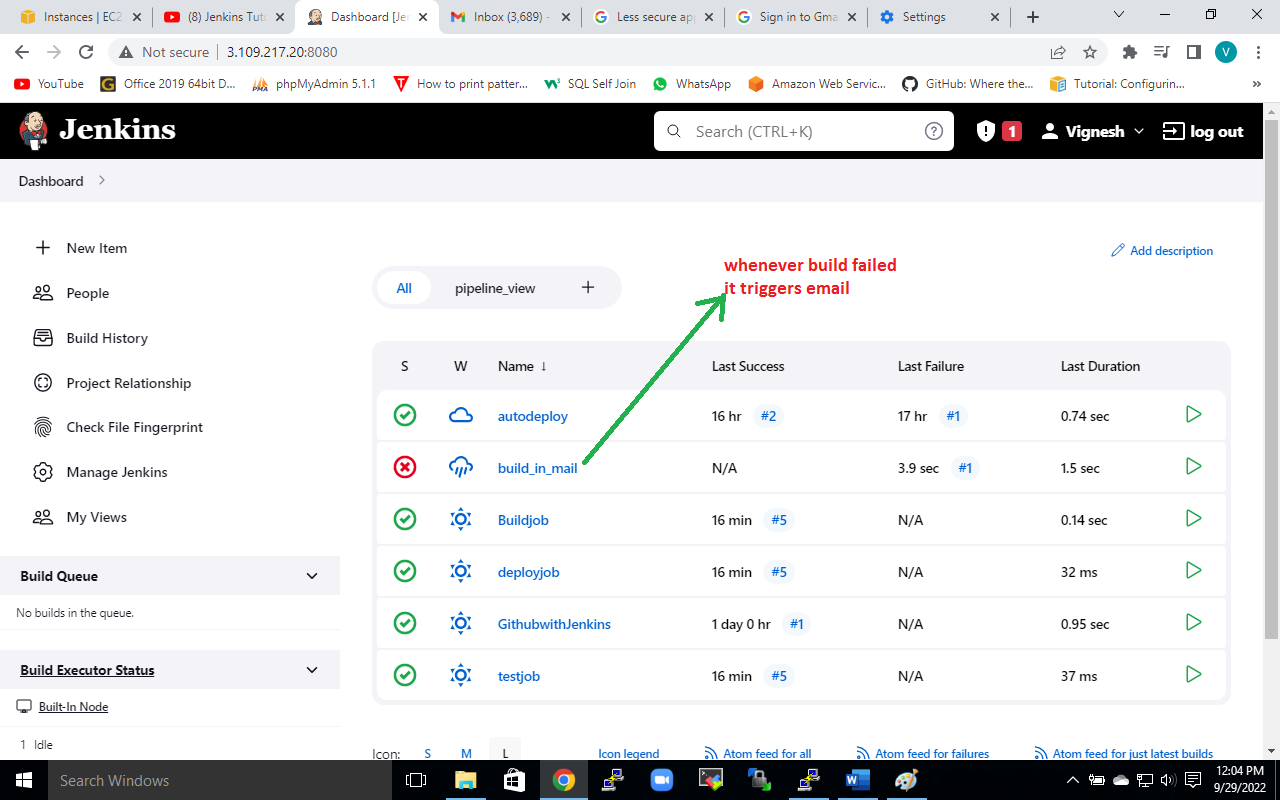 Instances | EC2
(8) Jenkins Tut
Dashboard [Jen
Inbox (3,689) -
Less secure app
Sign in to Gma
Settings
Not secure
3.109.217.20:8080
V
YouTube
Office 2019 64bit D...
phpMyAdmin 5.1.1
How to print patter...
SQL Self Join
WhatsApp
Amazon Web Servic...
GitHub: Where the...
Tutorial: Configurin...
»
Jenkins
Search (CTRL+K)
1
Vignesh
log out
Dashboard
New Item
People
Build History
Project Relationship
Check File Fingerprint
Manage Jenkins
My Views
Build Queue
No builds in the queue.
Build Executor Status
Built-In Node
1 Idle
Add description
whenever build failed
it triggers email
All pipeline_view +
S W Name ↓ Last Success Last Failure Last Duration
autodeploy 16 hr #2 17 hr #1 0.74 sec
build_in_mail N/A 3.9 sec #1 1.5 sec
Buildjob 16 min #5 N/A 0.14 sec
deployjob 16 min #5 N/A 32 ms
GithubwithJenkins 1 day 0 hr #1 N/A 0.95 sec
testjob 16 min #5 N/A 37 ms
Icon: S M L Icon legend Atom feed for all Atom feed for failures Atom feed for just latest builds
Search Windows
12:04 PM
9/29/2022